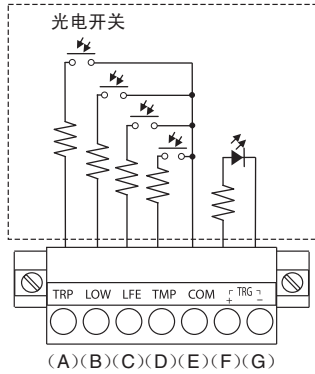 光电开关
TRP LOW LFE TMP COM + TRG −
(A)(B)(C)(D)(E)(F)(G)